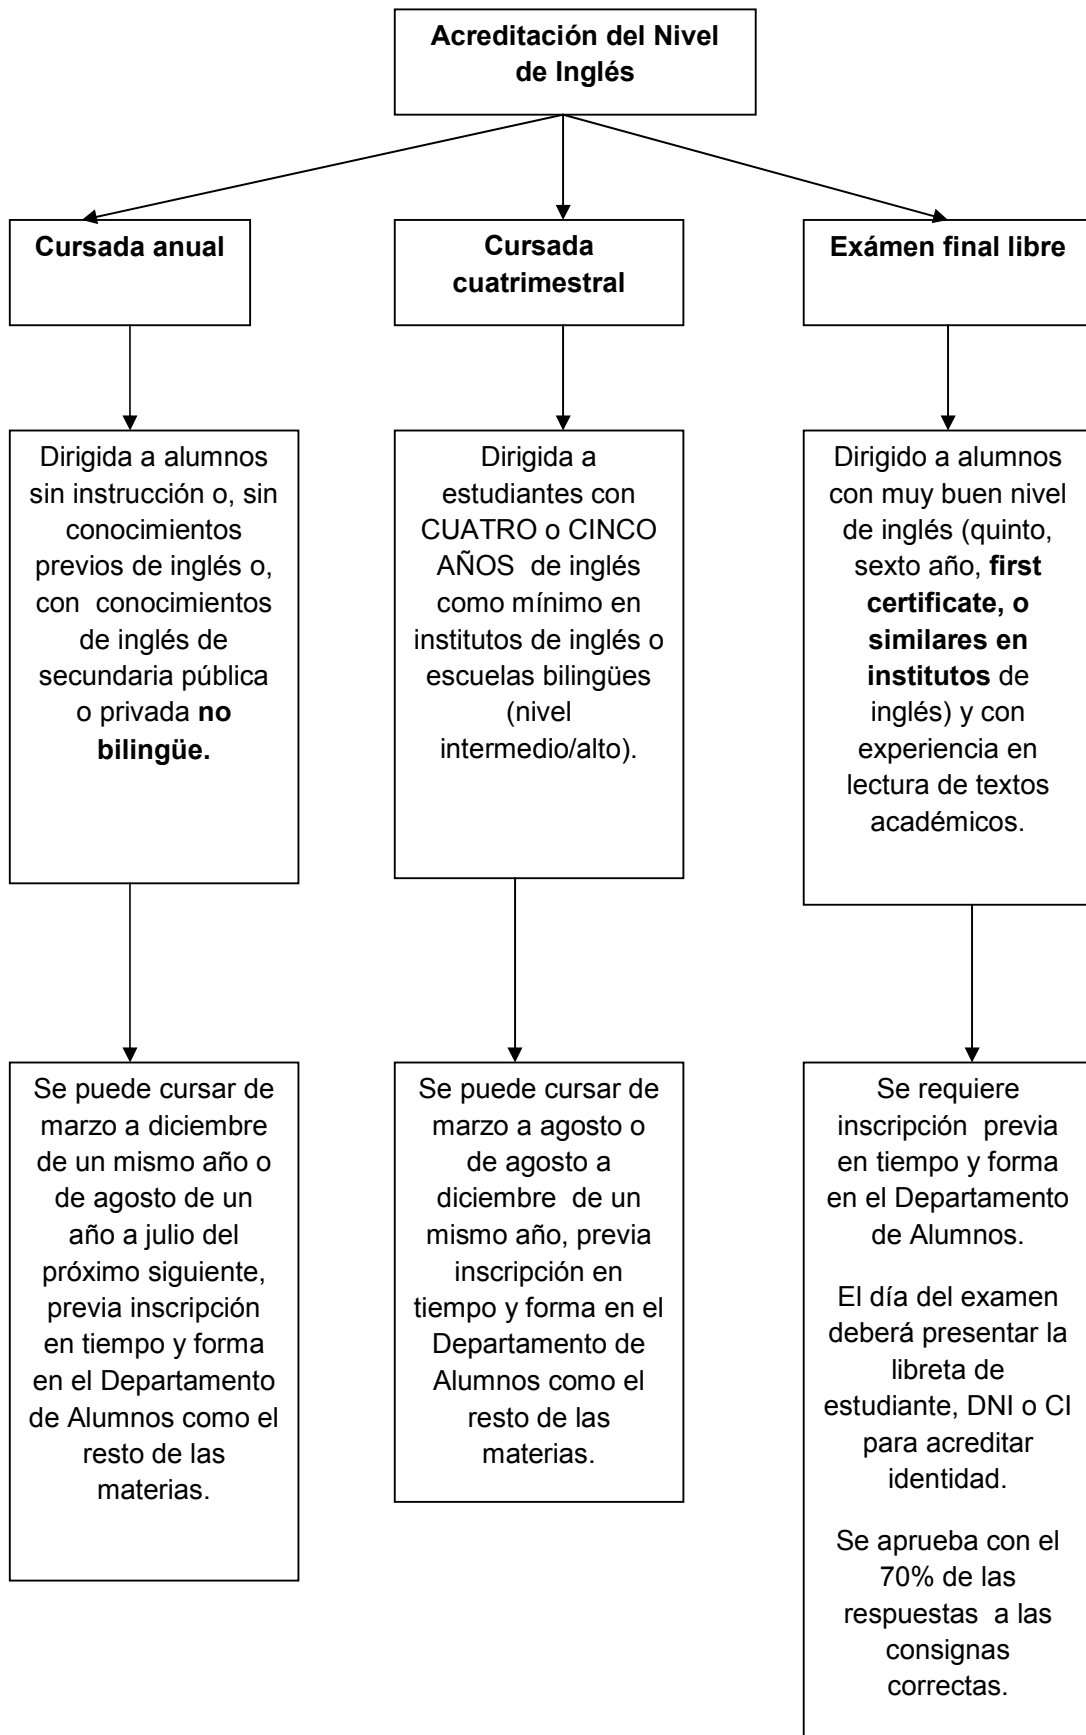 Acreditación del Nivel
de Inglés
Cursada anual
Cursada
cuatrimestral
Exámen final libre
Dirigida a alumnos
sin instrucción o, sin
conocimientos
previos de inglés o,
con conocimientos
de inglés de
secundaria pública
o privada no
bilingüe.
Dirigida a
estudiantes con
CUATRO o CINCO
AÑOS de inglés
como mínimo en
institutos de inglés o
escuelas bilingües
(nivel
intermedio/alto).
Dirigido a alumnos
con muy buen nivel
de inglés (quinto,
sexto año, first
certificate, o
similares en
institutos de
inglés) y con
experiencia en
lectura de textos
académicos.
Se puede cursar de
marzo a diciembre
de un mismo año o
de agosto de un
año a julio del
próximo siguiente,
previa inscripción
en tiempo y forma
en el Departamento
de Alumnos como el
resto de las
materias.
Se puede cursar de
marzo a agosto o
de agosto a
diciembre de un
mismo año, previa
inscripción en
tiempo y forma en el
Departamento de
Alumnos como el
resto de las
materias.
Se requiere
inscripción previa
en tiempo y forma
en el Departamento
de Alumnos.
El día del examen
deberá presentar la
libreta de
estudiante, DNI o CI
para acreditar
identidad.
Se aprueba con el
70% de las
respuestas a las
consignas
correctas.